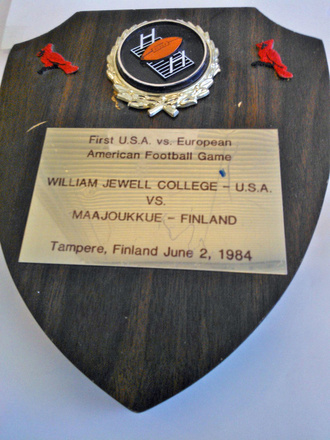 First U.S.A. vs. European
American Football Game
WILLIAM JEWELL COLLEGE - U.S.A.
VS.
MAAJOUKKUE - FINLAND
Tampere, Finland June 2, 1984